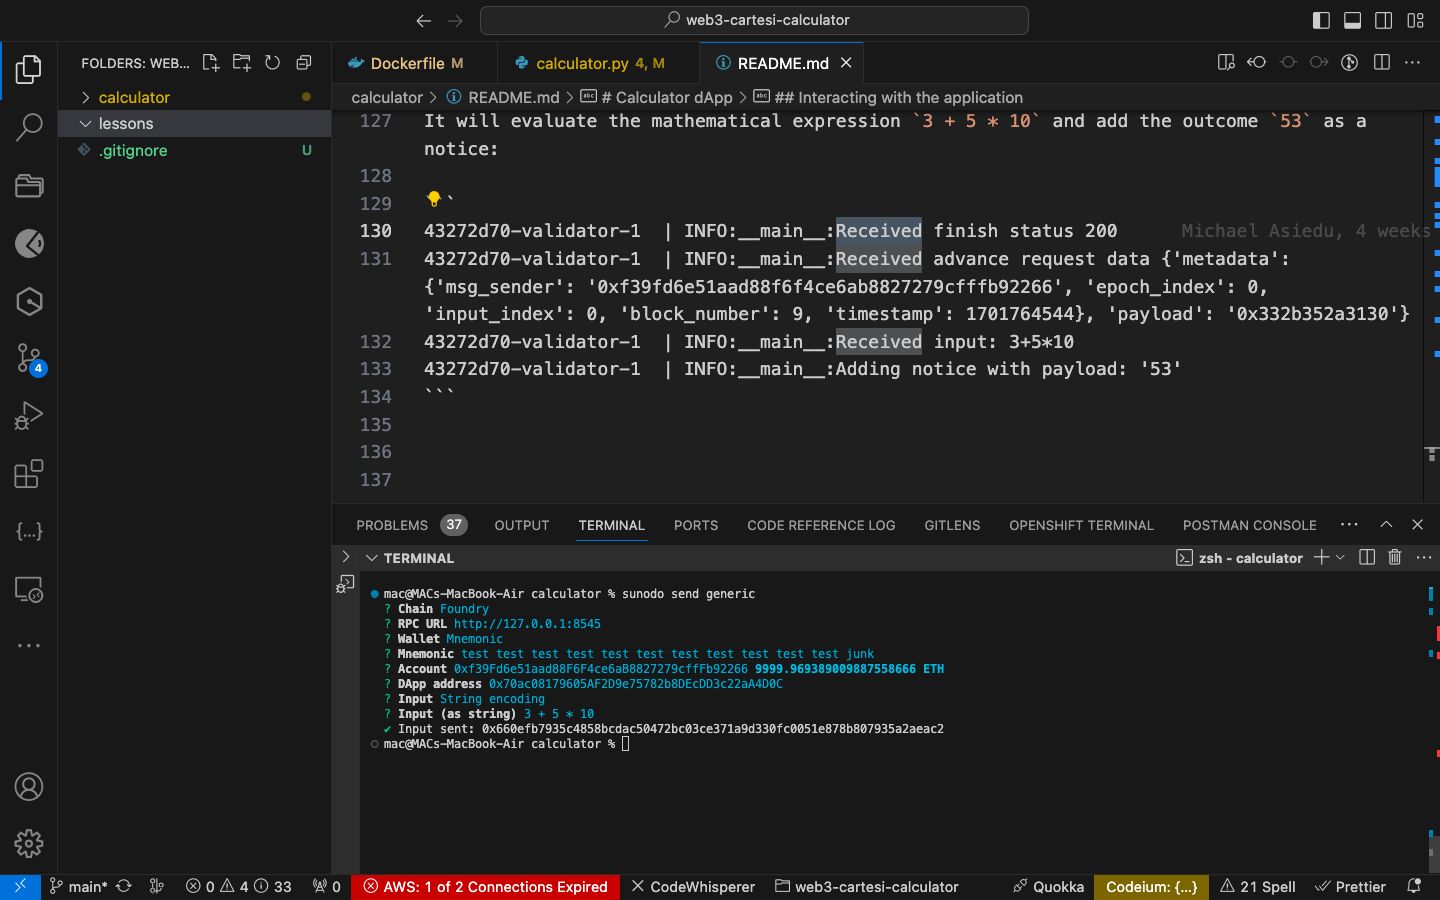 web3-cartesi-calculator
FOLDERS: WEB...
calculator
lessons
.gitignore U
4
Dockerfile M
calculator.py 4, M
README.md
calculator > README.md > # Calculator dApp > ## Interacting with the application
127 It will evaluate the mathematical expression `3 + 5 * 10` and add the outcome `53` as a
notice:
128
129 `
130 43272d70-validator-1 | INFO:__main__:Received finish status 200 Michael Asiedu, 4 weeks
131 43272d70-validator-1 | INFO:__main__:Received advance request data {'metadata':
{'msg_sender': '0xf39fd6e51aad88f6f4ce6ab8827279cfffb92266', 'epoch_index': 0,
'input_index': 0, 'block_number': 9, 'timestamp': 1701764544}, 'payload': '0x332b352a3130'}
132 43272d70-validator-1 | INFO:__main__:Received input: 3+5*10
133 43272d70-validator-1 | INFO:__main__:Adding notice with payload: '53'
134 ```
135
136
137
PROBLEMS 37 OUTPUT TERMINAL PORTS CODE REFERENCE LOG GITLENS OPENSHIFT TERMINAL POSTMAN CONSOLE ...
TERMINAL zsh - calculator
mac@MACs-MacBook-Air calculator % sunodo send generic
? Chain Foundry
? RPC URL http://127.0.0.1:8545
? Wallet Mnemonic
? Mnemonic test test test test test test test test test test test junk
? Account 0xf39Fd6e51aad88F6F4ce6aB8827279cffFb92266 9999.969389009887558666 ETH
? DApp address 0x70ac08179605AF2D9e75782b8DEcDD3c22aA4D0C
? Input String encoding
? Input (as string) 3 + 5 * 10
✔ Input sent: 0x660efb7935c4858bcdac50472bc03ce371a9d330fc0051e878b807935a2aeac2
mac@MACs-MacBook-Air calculator %
main* 0 4 33 0 AWS: 1 of 2 Connections Expired CodeWhisperer web3-cartesi-calculator Quokka Codeium: {...} 21 Spell Prettier